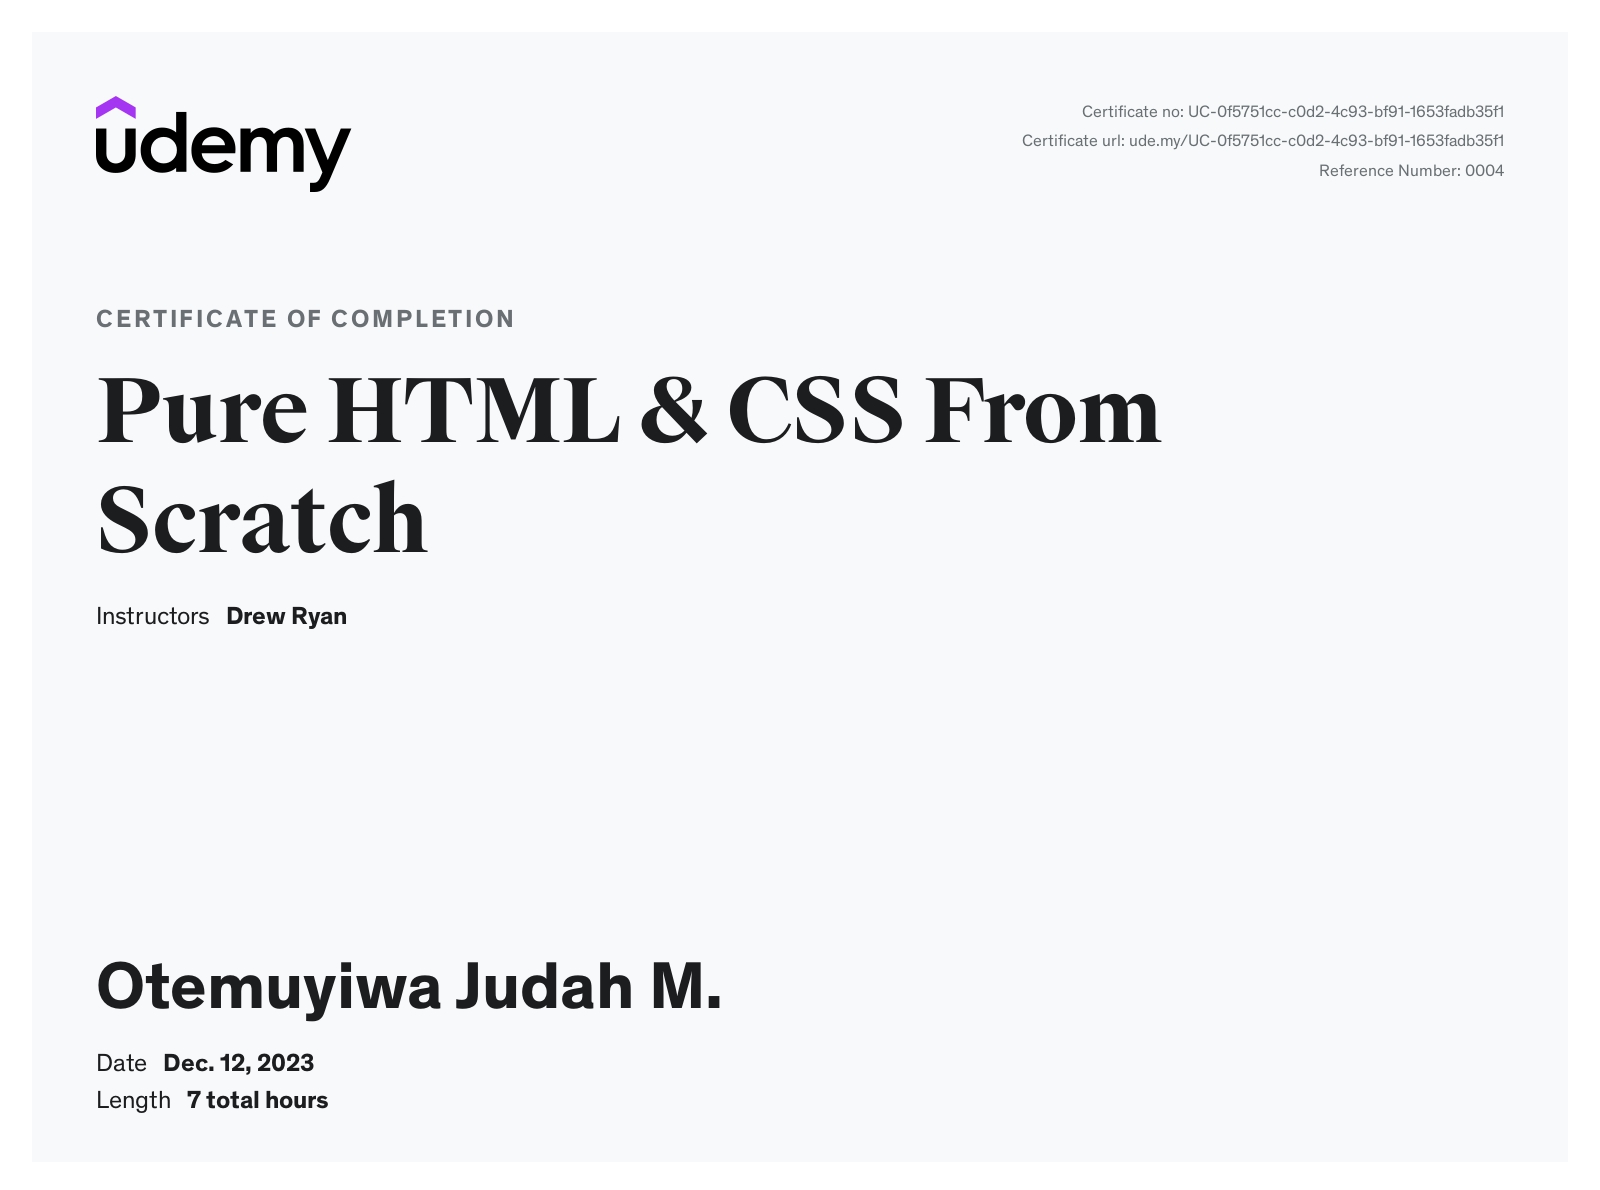 udemy
Certificate no: UC-0f5751cc-c0d2-4c93-bf91-1653fadb35f1
Certificate url: ude.my/UC-0f5751cc-c0d2-4c93-bf91-1653fadb35f1
Reference Number: 0004
CERTIFICATE OF COMPLETION
Pure HTML & CSS From
Scratch
Instructors Drew Ryan
Otemuyiwa Judah M.
Date Dec. 12, 2023
Length 7 total hours